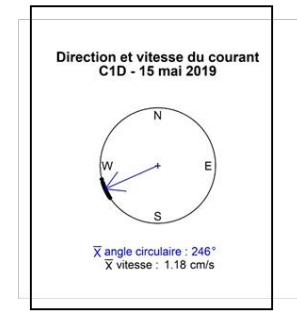 Direction et vitesse du courant
C1D - 15 mai 2019
N
W
E
S
X̅ angle circulaire : 246°
X̅ vitesse : 1.18 cm/s